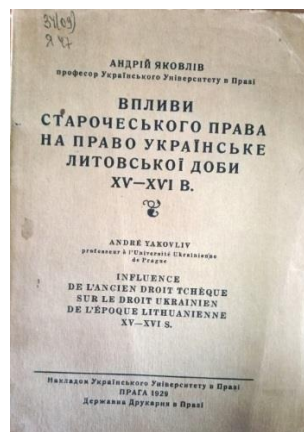 34(09)
Я 47
АНДРІЙ ЯКОВЛІВ
професор Українського Університету в Празі
ВПЛИВИ
СТАРОЧЕСЬКОГО ПРАВА
НА ПРАВО УКРАЇНСЬКЕ
ЛИТОВСЬКОЇ ДОБИ
XV—XVI В.
ANDRÉ YAKOVLIV
professeur à l'Université Ukrainienne
de Prague
INFLUENCE
DE L'ANCIEN DROIT TCHÈQUE
SUR LE DROIT UKRAINIEN
DE L'ÉPOQUE LITHUANIENNE
XV—XVI S.
Накладом Українського Університету в Празі
ПРАГА 1929
Державна Друкарня в Празі